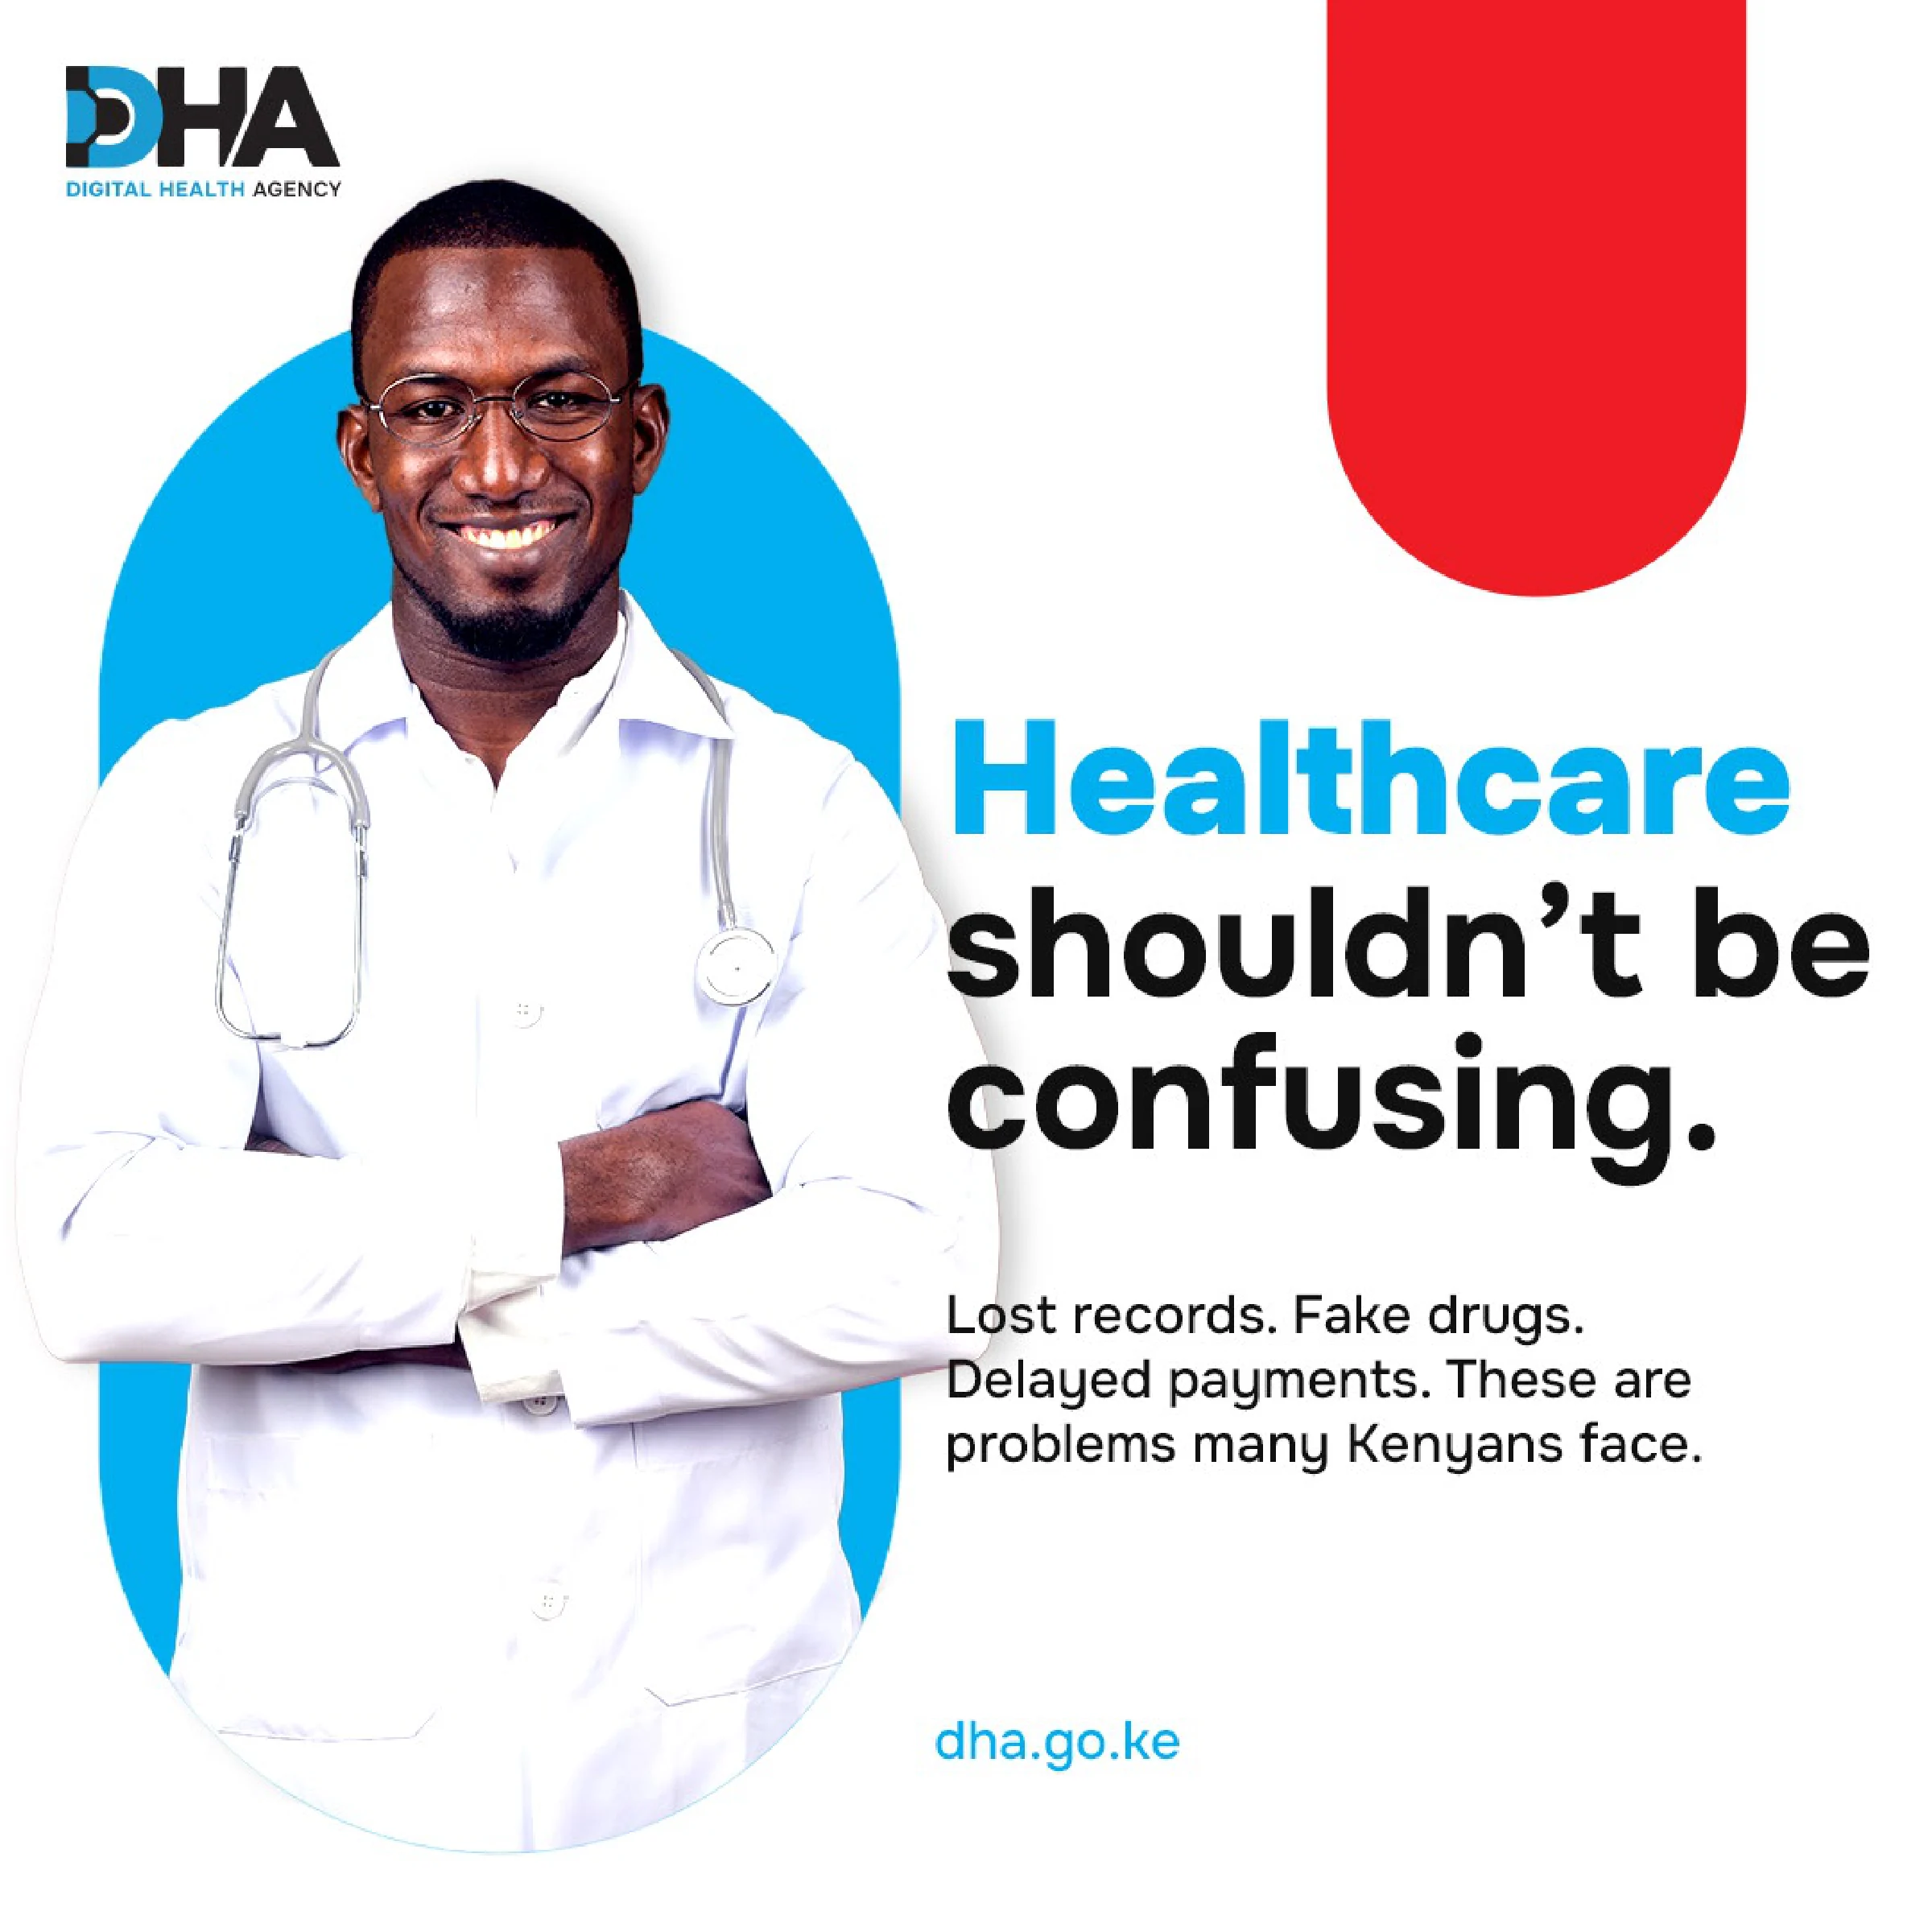 DHA
DIGITAL HEALTH AGENCY
Healthcare
shouldn’t be
confusing.
Lost records. Fake drugs.
Delayed payments. These are
problems many Kenyans face.
dha.go.ke